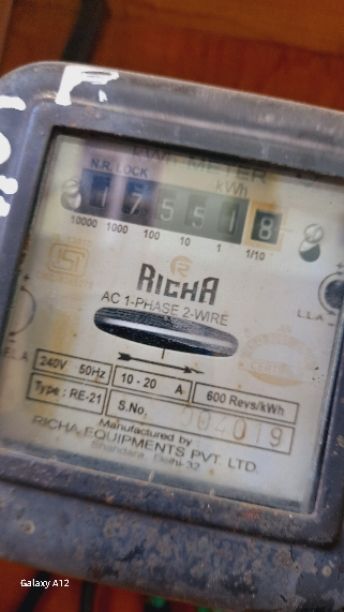 KWH METER
N.R. LOCK
kWh
1 7 5 5 1 8
10000 1000 100 10 1 1/10
ISI
RICHA
AC 1-PHASE 2-WIRE
L.L.A.
240V 50Hz
10 - 20 A
600 Revs/kWh
Type : RE-21
S.No.
004019
Manufactured by
RICHA EQUIPMENTS PVT. LTD.
Shandara, Delhi-32
Galaxy A12